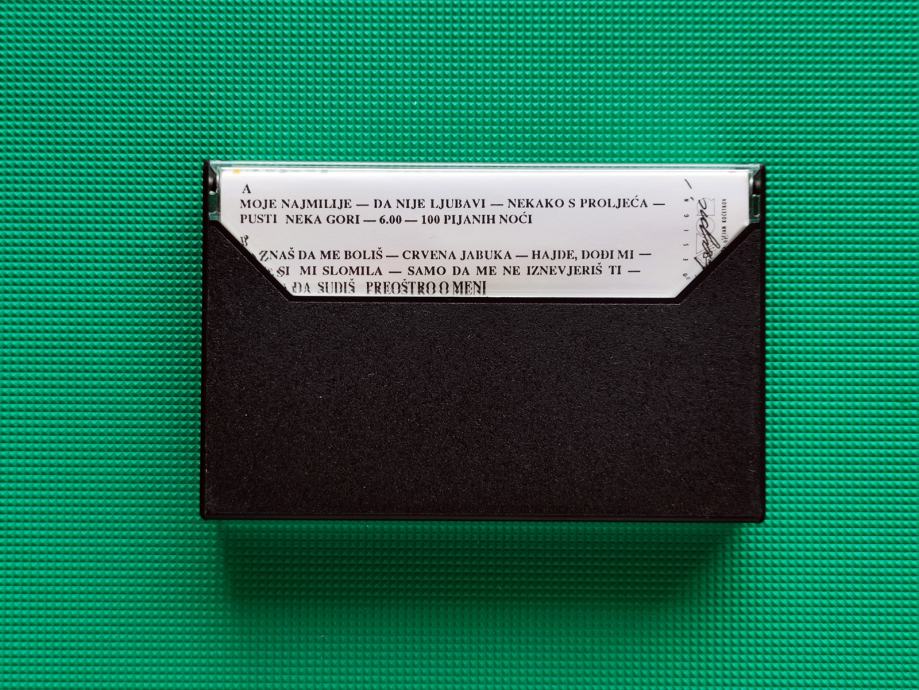 A
MOJE NAJMILIJE — DA NIJE LJUBAVI — NEKAKO S PROLJEĆA —
PUSTI NEKA GORI — 6.00 — 100 PIJANIH NOĆI
B
ZNAŠ DA ME BOLIŠ — CRVENA JABUKA — HAJDE, DOĐI MI —
SI MI SLOMILA — SAMO DA ME NE IZNEVJERIŠ TI —
DA SUDIŠ PREOŠTRO O MENI